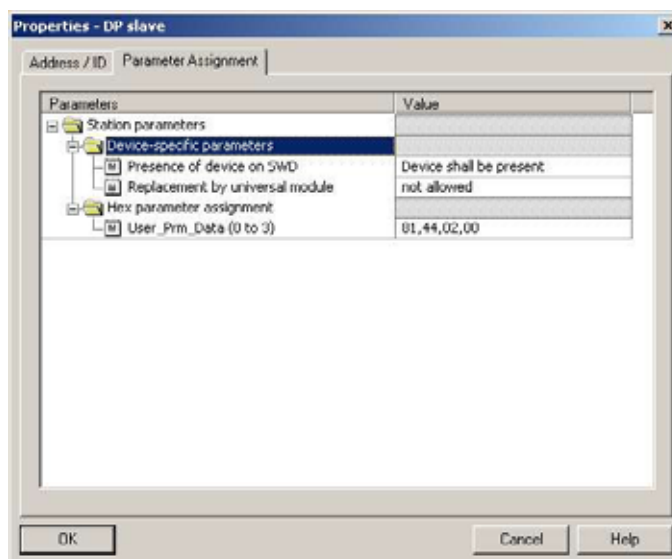 Properties - DP slave
Address / ID Parameter Assignment
Parameters Value
Station parameters
Device-specific parameters
Presence of device on SWD Device shall be present
Replacement by universal module not allowed
Hex parameter assignment
User_Prm_Data (0 to 3) 81,44,02,00
OK Cancel Help